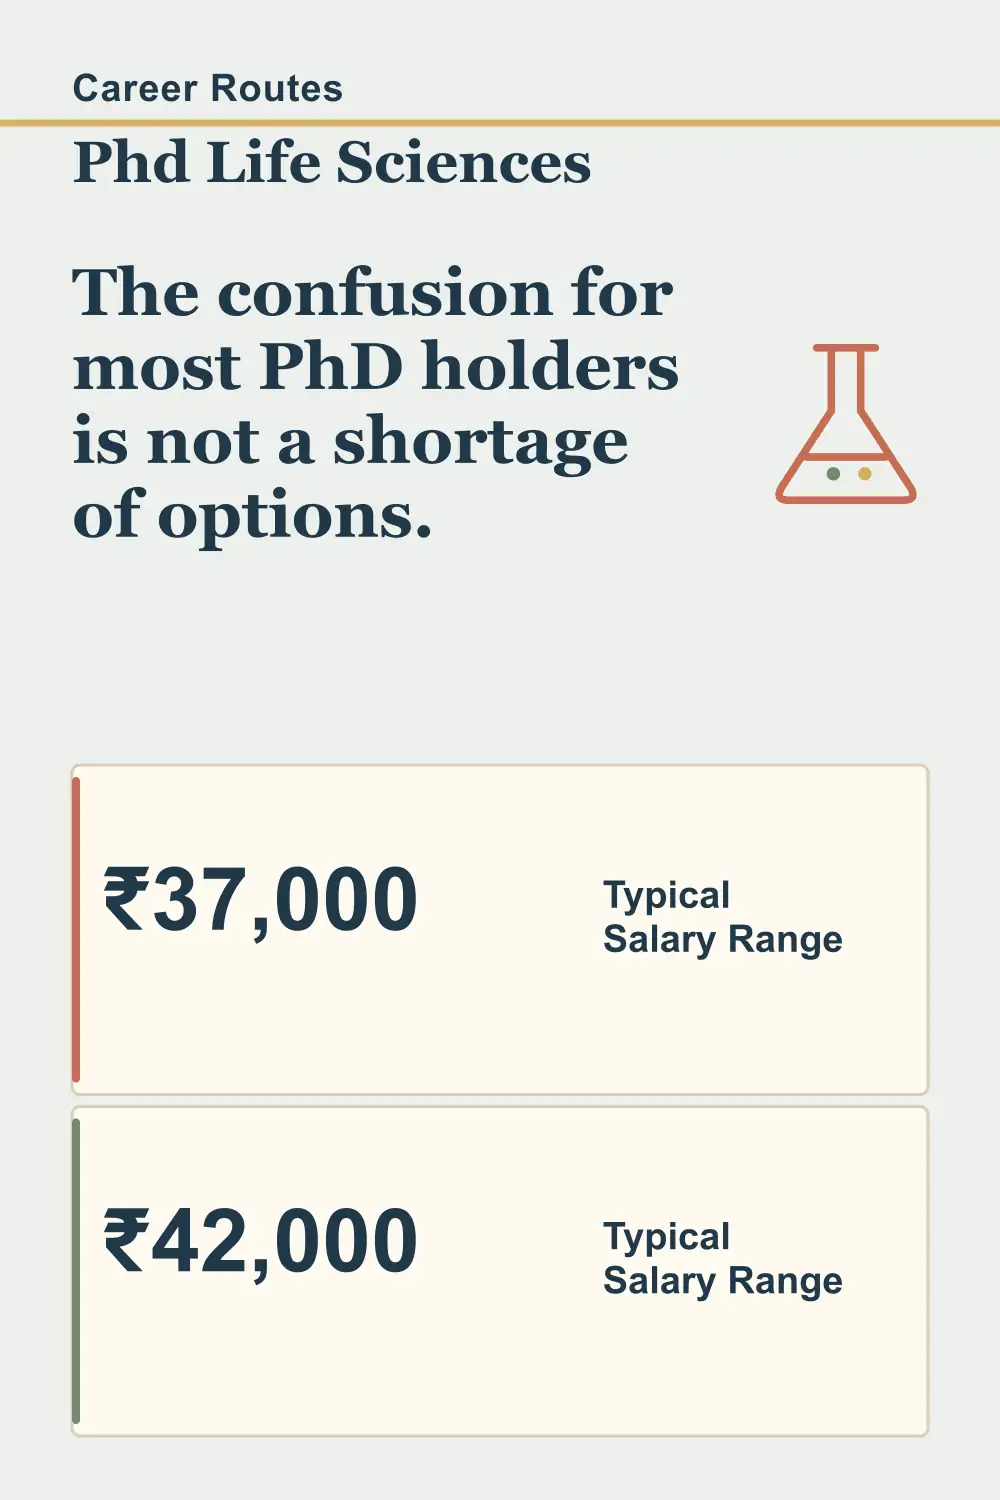 Career Routes
Phd Life Sciences
The confusion for
most PhD holders
is not a shortage
of options.
₹37,000
Typical
Salary Range
₹42,000
Typical
Salary Range